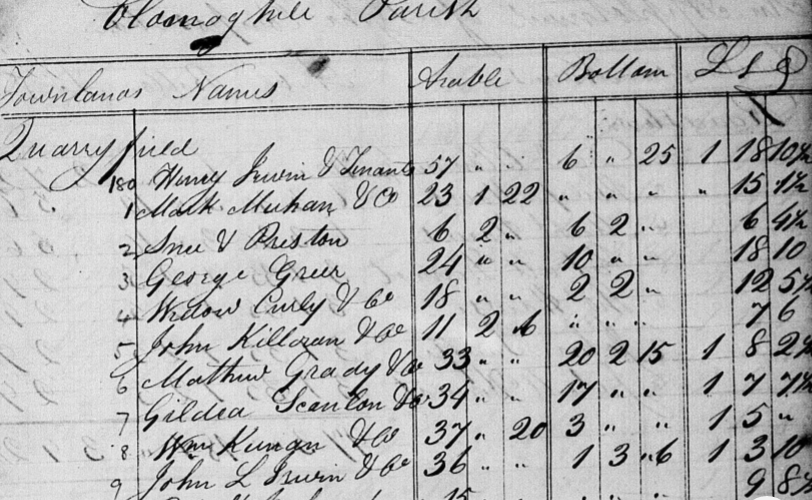 Parish
Townlands Names Arable Bottom L s d
Quarryfield
180 Henry Irwin & Tenants 57 " " 6 " 25 1 18 10½
1 Mark Mehan & Co 23 1 22 " " " " 15 1½
2 Snee & Preston 6 2 " 6 2 " 6 4½
3 George Greer 24 " " 10 " " 18 10
4 Widow Curly & Co 18 " " 2 2 " 12 5½
5 John Killoran & Co 11 2 6 " " " 7 6
6 Mathew Grady & Co 33 " " 20 2 15 1 8 2½
7 Gildea Scanlon & Co 34 " " 17 " " 1 7 7½
8 Wm Kunan & Co 37 " 20 3 " " 1 5 "
9 John L Irwin & Co 36 " " 1 3 "6 1 3 10
15 9 8½